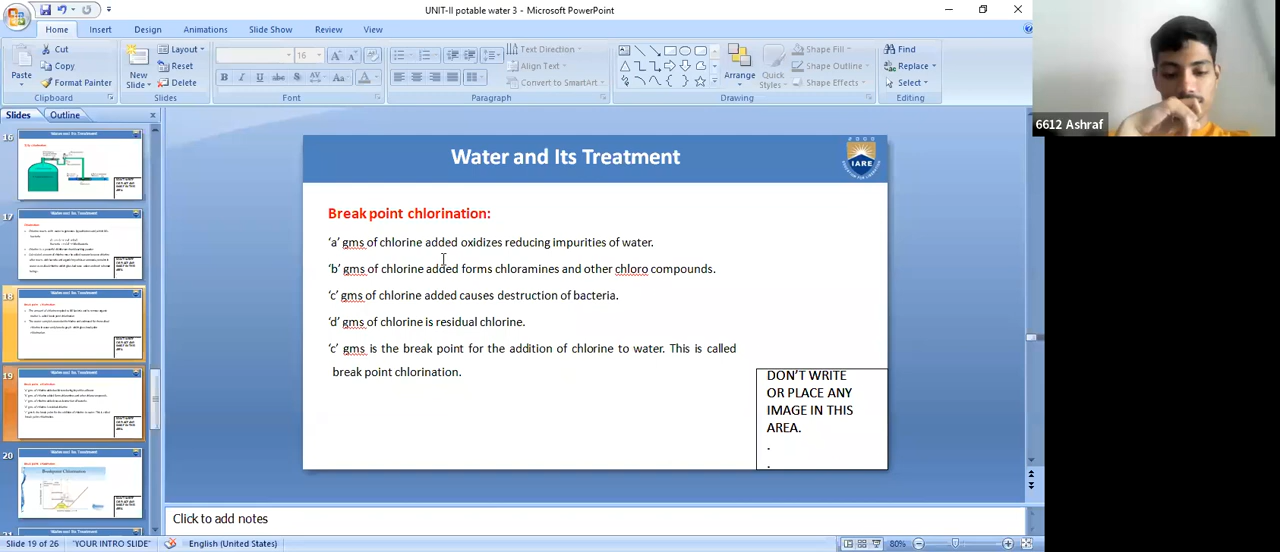 UNIT-II potable water 3 - Microsoft PowerPoint
Home Insert Design Animations Slide Show Review View
Cut
Copy
Format Painter
Paste
Clipboard
New
Slide
Layout
Reset
Delete
Slides
16
B I U abc S AV Aa A
Font
Text Direction
Align Text
Convert to SmartArt
Paragraph
Arrange
Quick
Styles
Shape Fill
Shape Outline
Shape Effects
Drawing
Find
Replace
Select
Editing
6612 Ashraf
Slides Outline
16
17
18
19
20
Water and Its Treatment
IARE
Break point chlorination:
‘a’ gms of chlorine added oxidises reducing impurities of water.
‘b’ gms of chlorine added forms chloramines and other chloro compounds.
‘c’ gms of chlorine added causes destruction of bacteria.
‘d’ gms of chlorine is residual chlorine.
‘c’ gms is the break point for the addition of chlorine to water. This is called
break point chlorination.
DON'T WRITE
OR PLACE ANY
IMAGE IN THIS
AREA.
.
.
Click to add notes
Slide 19 of 26 "YOUR INTRO SLIDE" English (United States) 80%